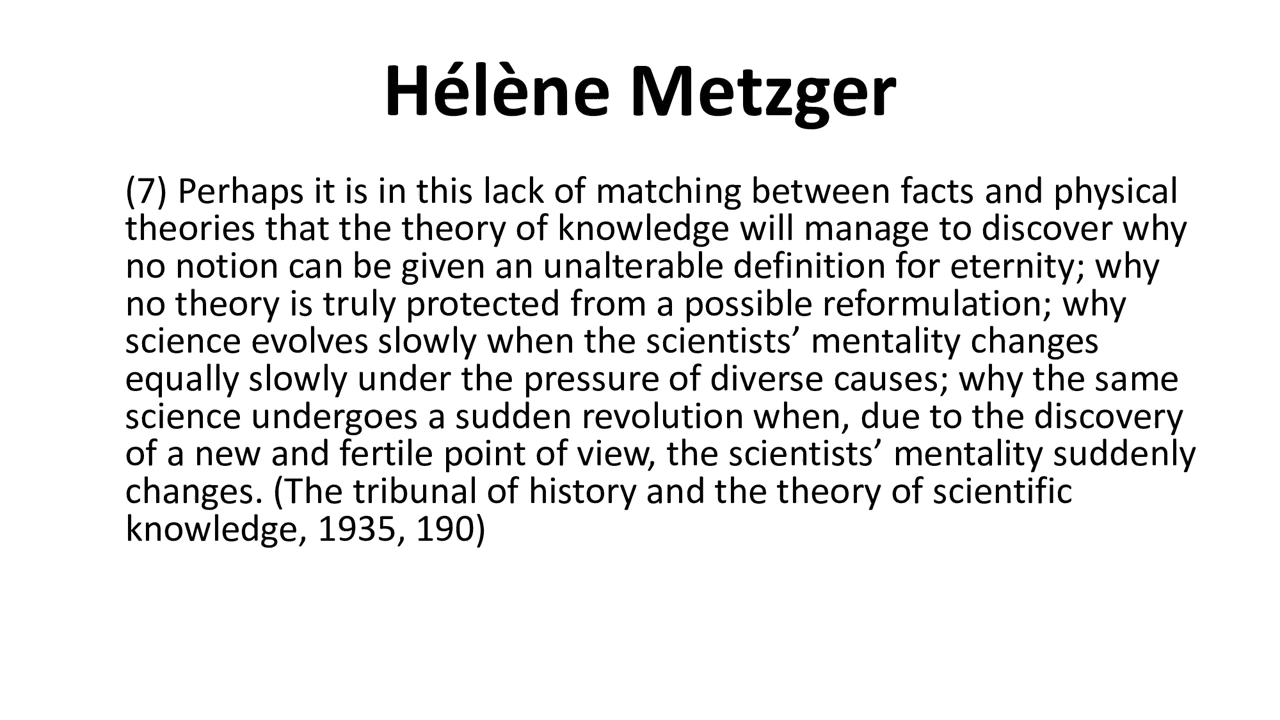 Hélène Metzger
(7) Perhaps it is in this lack of matching between facts and physical
theories that the theory of knowledge will manage to discover why
no notion can be given an unalterable definition for eternity; why
no theory is truly protected from a possible reformulation; why
science evolves slowly when the scientists’ mentality changes
equally slowly under the pressure of diverse causes; why the same
science undergoes a sudden revolution when, due to the discovery
of a new and fertile point of view, the scientists’ mentality suddenly
changes. (The tribunal of history and the theory of scientific
knowledge, 1935, 190)